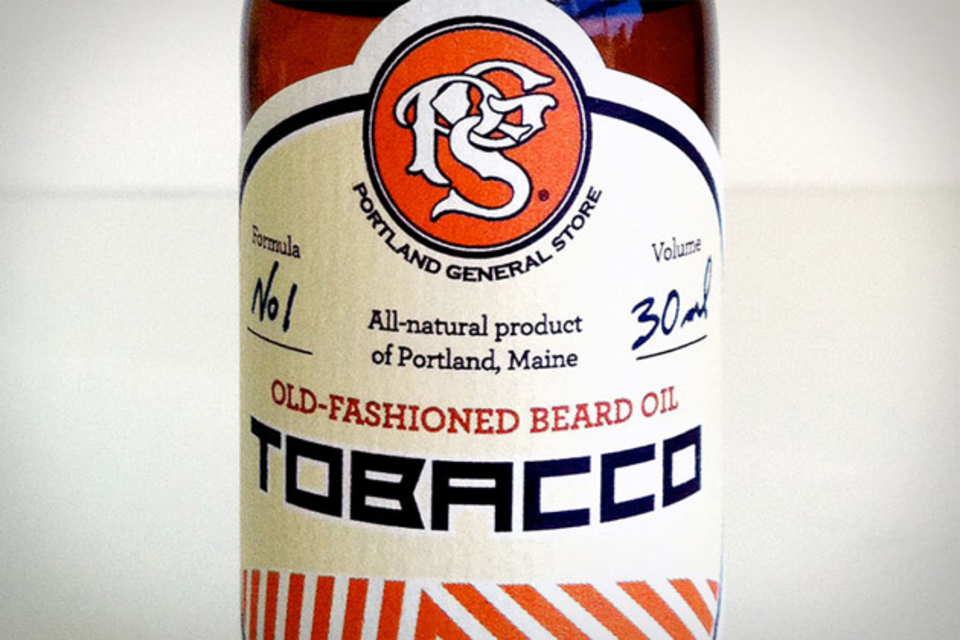 PGS
®
PORTLAND GENERAL STORE
Formula
No1
Volume
30ml
All-natural product
of Portland, Maine
OLD-FASHIONED BEARD OIL
TOBACCO